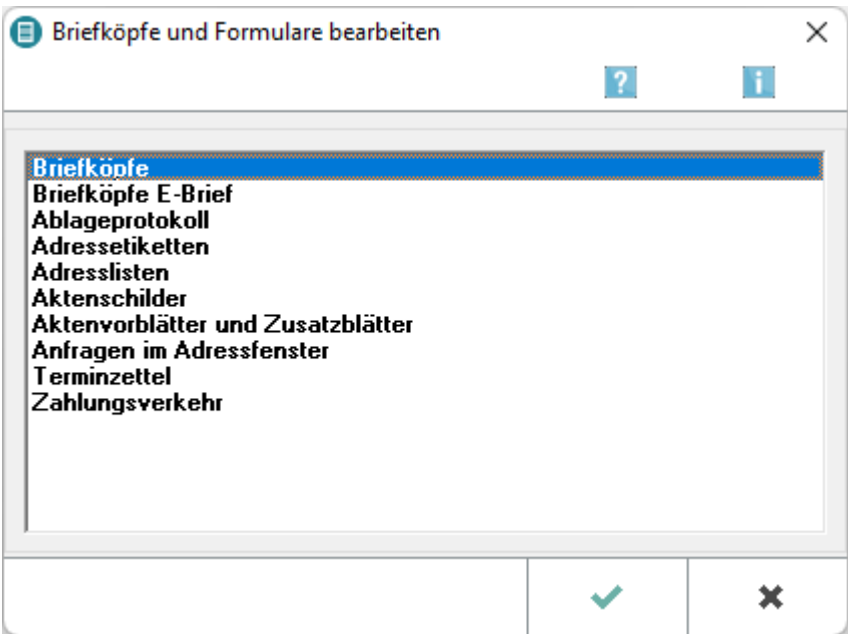 Briefköpfe und Formulare bearbeiten
?
i
Briefköpfe
Briefköpfe E-Brief
Ablageprotokoll
Adressetiketten
Adresslisten
Aktenschilder
Aktenvorblätter und Zusatzblätter
Anfragen im Adressfenster
Terminzettel
Zahlungsverkehr